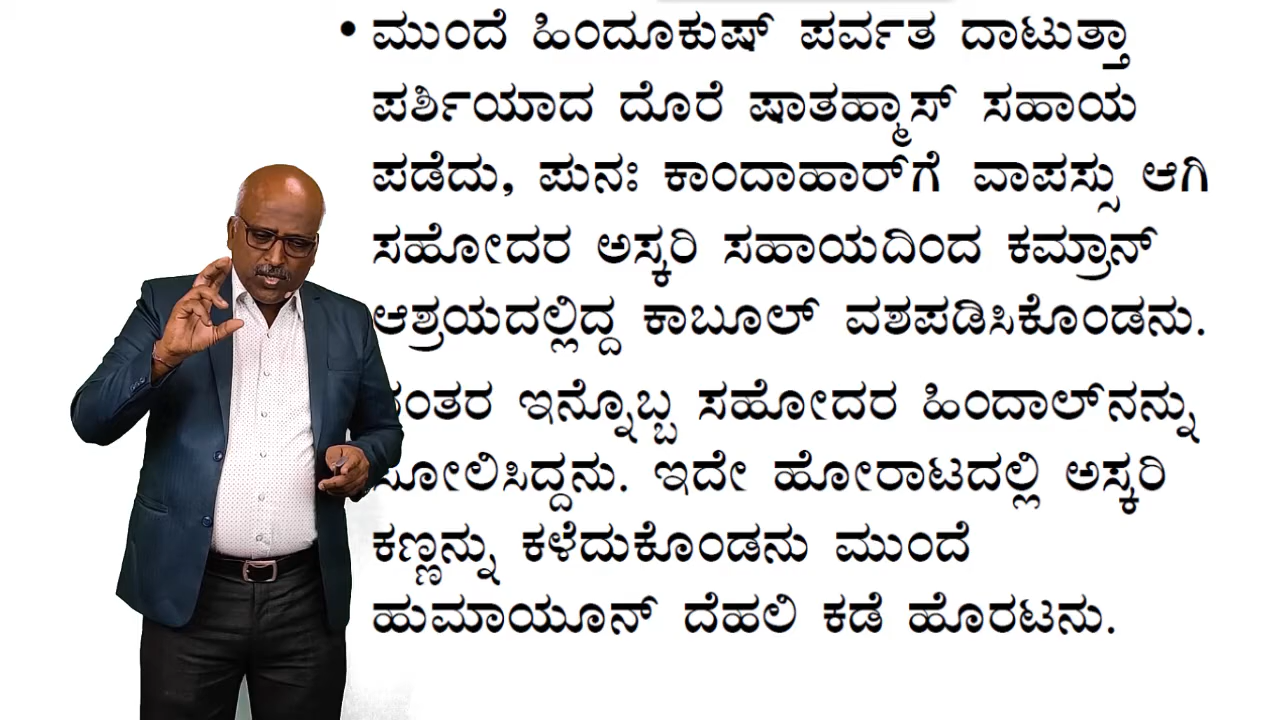 • ಮುಂದೆ ಹಿಂದೂಕುಷ್ ಪರ್ವತ ದಾಟುತ್ತಾ
ಪರ್ಶಿಯಾದ ದೊರೆ ಷಾತಹ್ಮಾಸ್ ಸಹಾಯ
ಪಡೆದು, ಪುನಃ ಕಾಂದಾಹಾರ್‌ಗೆ ವಾಪಸ್ಸು ಆಗಿ
ಸಹೋದರ ಅಸ್ಕರಿ ಸಹಾಯದಿಂದ ಕಮ್ರಾನ್
ಆಶ್ರಯದಲ್ಲಿದ್ದ ಕಾಬೂಲ್ ವಶಪಡಿಸಿಕೊಂಡನು.
ನಂತರ ಇನ್ನೊಬ್ಬ ಸಹೋದರ ಹಿಂದಾಲ್‌ನನ್ನು
ಸೋಲಿಸಿದ್ದನು. ಇದೇ ಹೋರಾಟದಲ್ಲಿ ಅಸ್ಕರಿ
ಕಣ್ಣನ್ನು ಕಳೆದುಕೊಂಡನು ಮುಂದೆ
ಹುಮಾಯೂನ್ ದೆಹಲಿ ಕಡೆ ಹೊರಟನು.